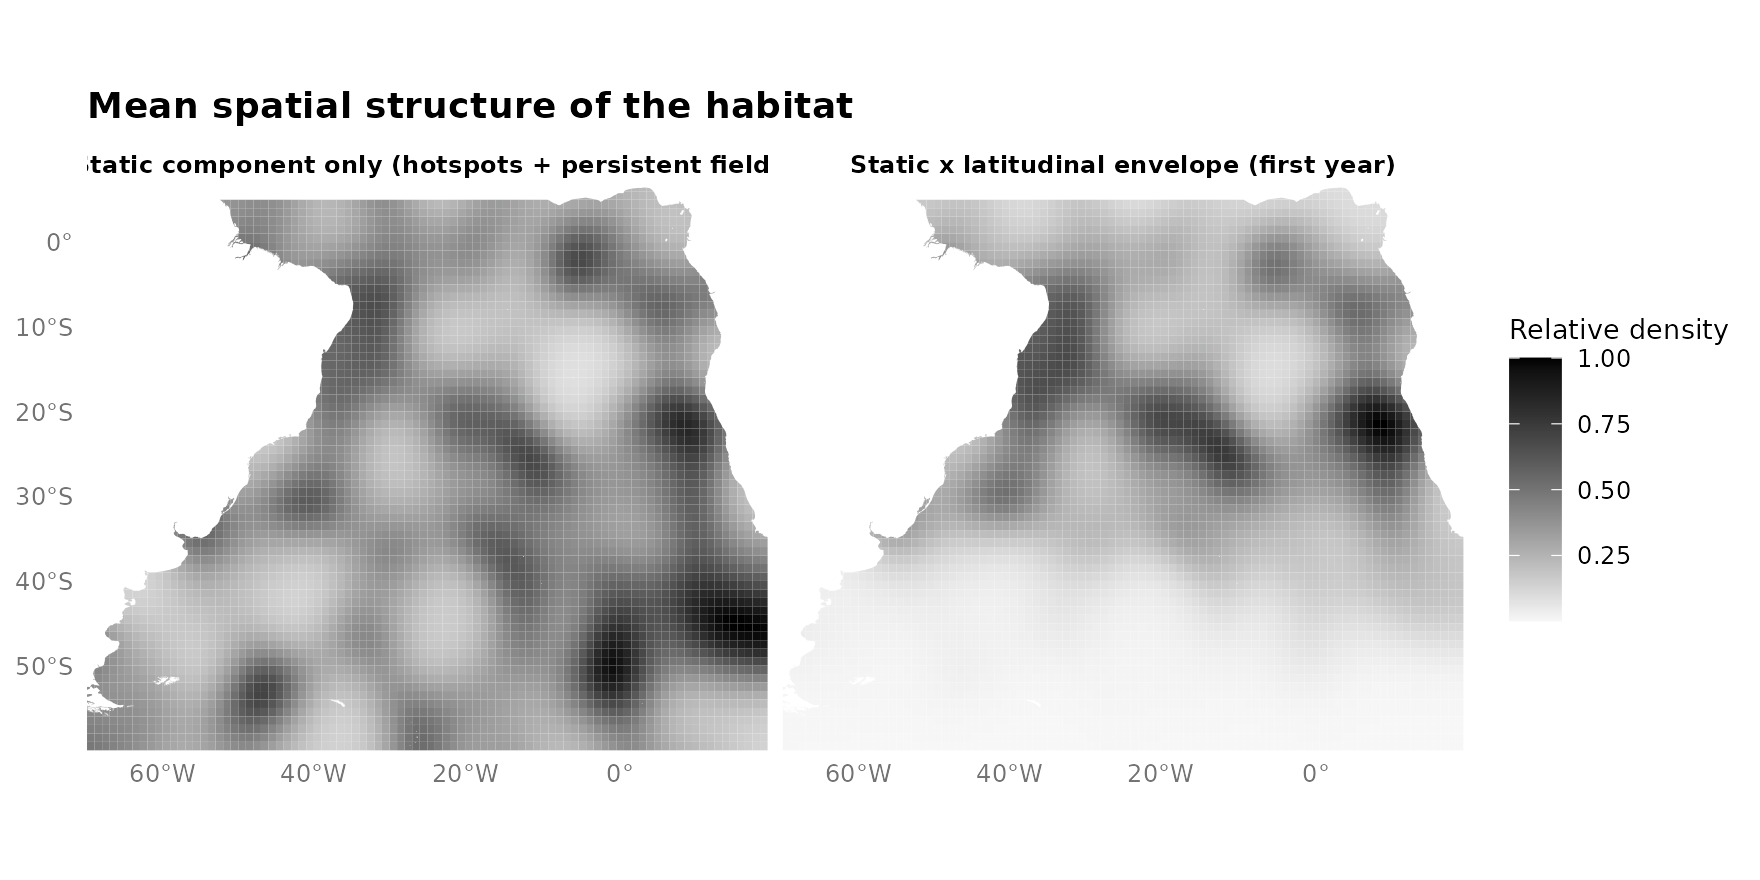 Mean spatial structure of the habitat
tatic component only (hotspots + persistent field
Static x latitudinal envelope (first year)
0°
10°S
20°S
30°S
40°S
50°S
60°W
40°W
20°W
0°
60°W
40°W
20°W
0°
Relative density
1.00
0.75
0.50
0.25